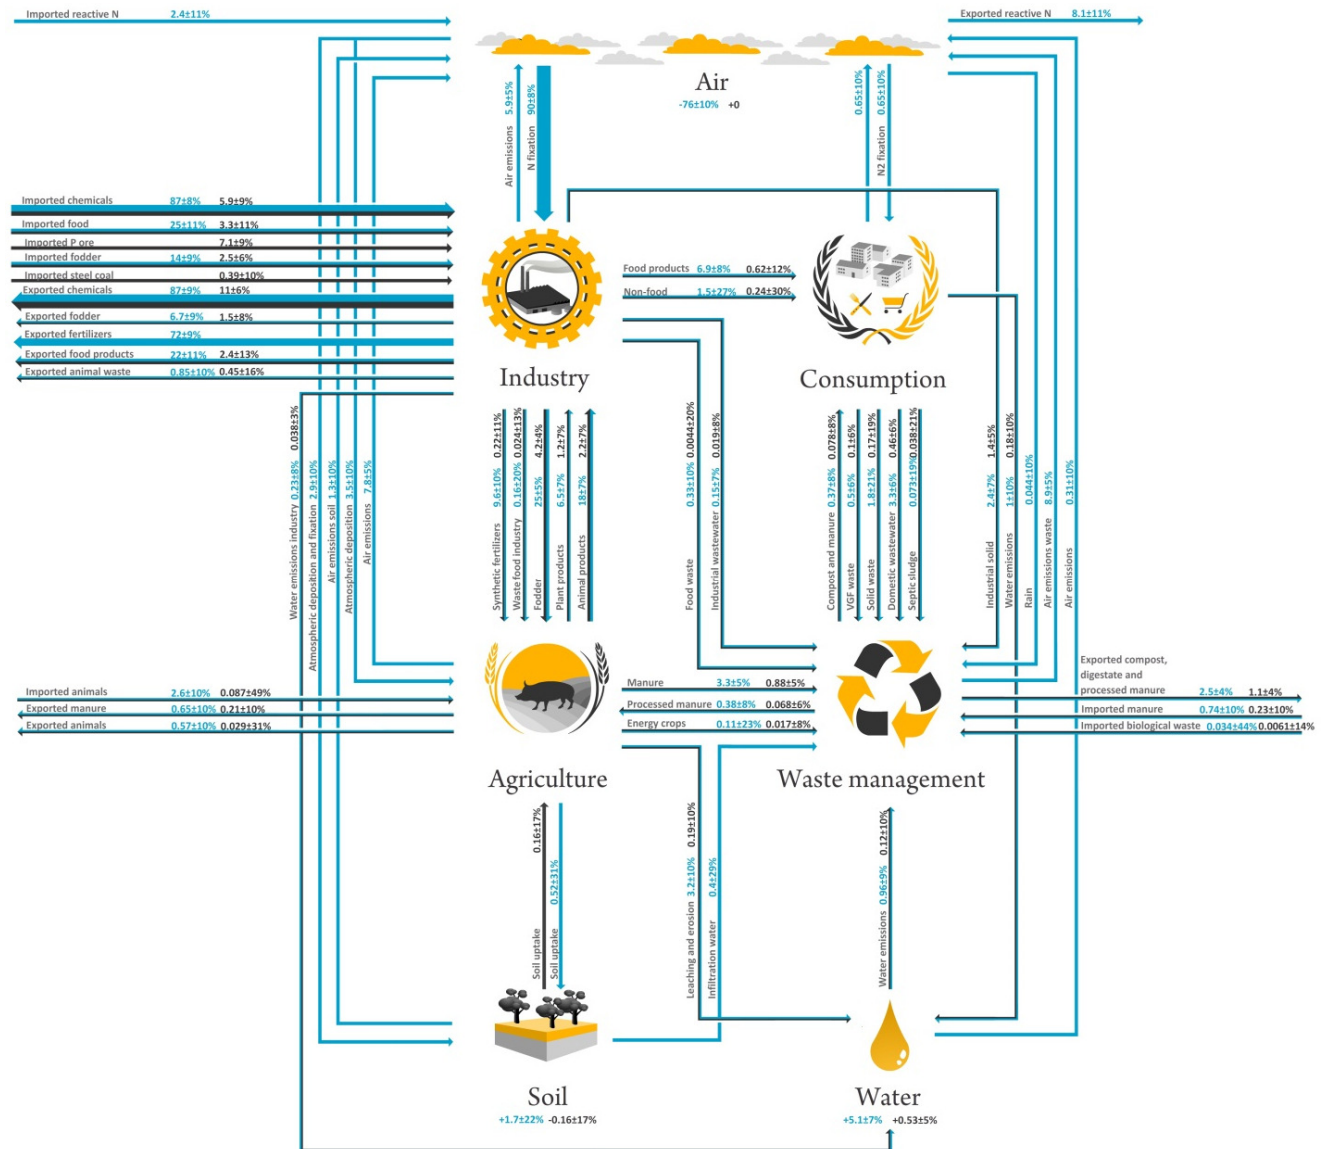 Imported reactive N 2.4±11%
Exported reactive N 8.1±11%
Air
-76±10% +0
Air emissions 5.9±5%
N fixation 90±8%
0.65±10%
N2 fixation 0.65±10%
Imported chemicals 87±8% 5.9±9%
Imported food 25±11% 3.3±11%
Imported P ore 7.1±9%
Imported fodder 14±9% 2.5±6%
Imported steel coal 0.39±10%
Exported chemicals 87±9% 11±6%
Exported fodder 6.7±9% 1.5±8%
Exported fertilizers 72±9%
Exported food products 22±11% 2.4±13%
Exported animal waste 0.85±10% 0.45±16%
Food products 6.9±8% 0.62±12%
Non-food 1.5±27% 0.24±30%
Industry
Consumption
Water emissions industry 0.23±8% 0.038±3%
Atmospheric deposition and fixation 2.9±10%
Air emissions soil 1.3±10%
Atmospheric deposition 3.5±10%
Air emissions 7.8±5%
Synthetic fertilizers 9.6±10% 0.22±11%
Waste food industry 0.16±20% 0.024±13%
Fodder 25±5% 4.2±4%
Plant products 6.5±7% 1.2±7%
Animal products 18±7% 2.2±7%
Food waste 0.33±10% 0.0044±20%
Industrial wastewater 0.15±7% 0.019±8%
Compost and manure 0.37±8% 0.078±8%
VGF waste 0.5±6% 0.1±6%
Solid waste 1.8±21% 0.17±19%
Domestic wastewater 3.3±6% 0.46±6%
Septic sludge 0.073±19% 0.038±21%
Industrial solid 2.4±7% 1.4±5%
Water emissions 1±10% 0.18±10%
Rain 0.044±10%
Air emissions waste 8.9±5%
Air emissions 0.31±10%
Imported animals 2.6±10% 0.087±49%
Exported manure 0.65±10% 0.21±10%
Exported animals 0.57±10% 0.029±31%
Manure 3.3±5% 0.88±5%
Processed manure 0.38±8% 0.068±6%
Energy crops 0.11±23% 0.017±8%
Exported compost,
digestate and
processed manure 2.5±4% 1.1±4%
Imported manure 0.74±10% 0.23±10%
Imported biological waste 0.034±44% 0.0061±14%
Agriculture
Waste management
Soil uptake 0.16±17%
Soil uptake 0.52±31%
Leaching and erosion 3.2±10% 0.19±10%
Infiltration water 0.4±29%
Water emissions 0.96±9% 0.12±10%
Soil
+1.7±22% -0.16±17%
Water
+5.1±7% +0.53±5%